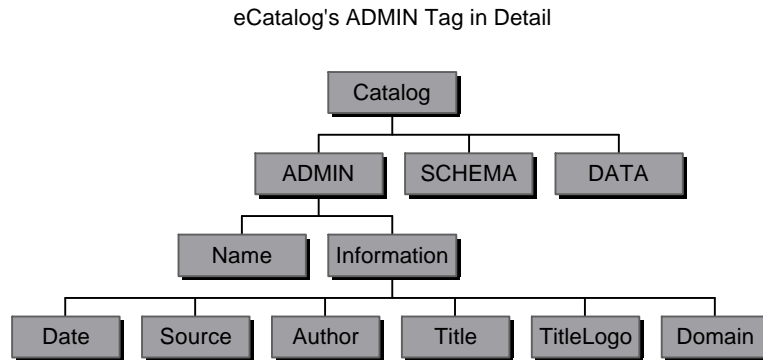 eCatalog's ADMIN Tag in Detail
Catalog
ADMIN SCHEMA DATA
Name Information
Date Source Author Title TitleLogo Domain